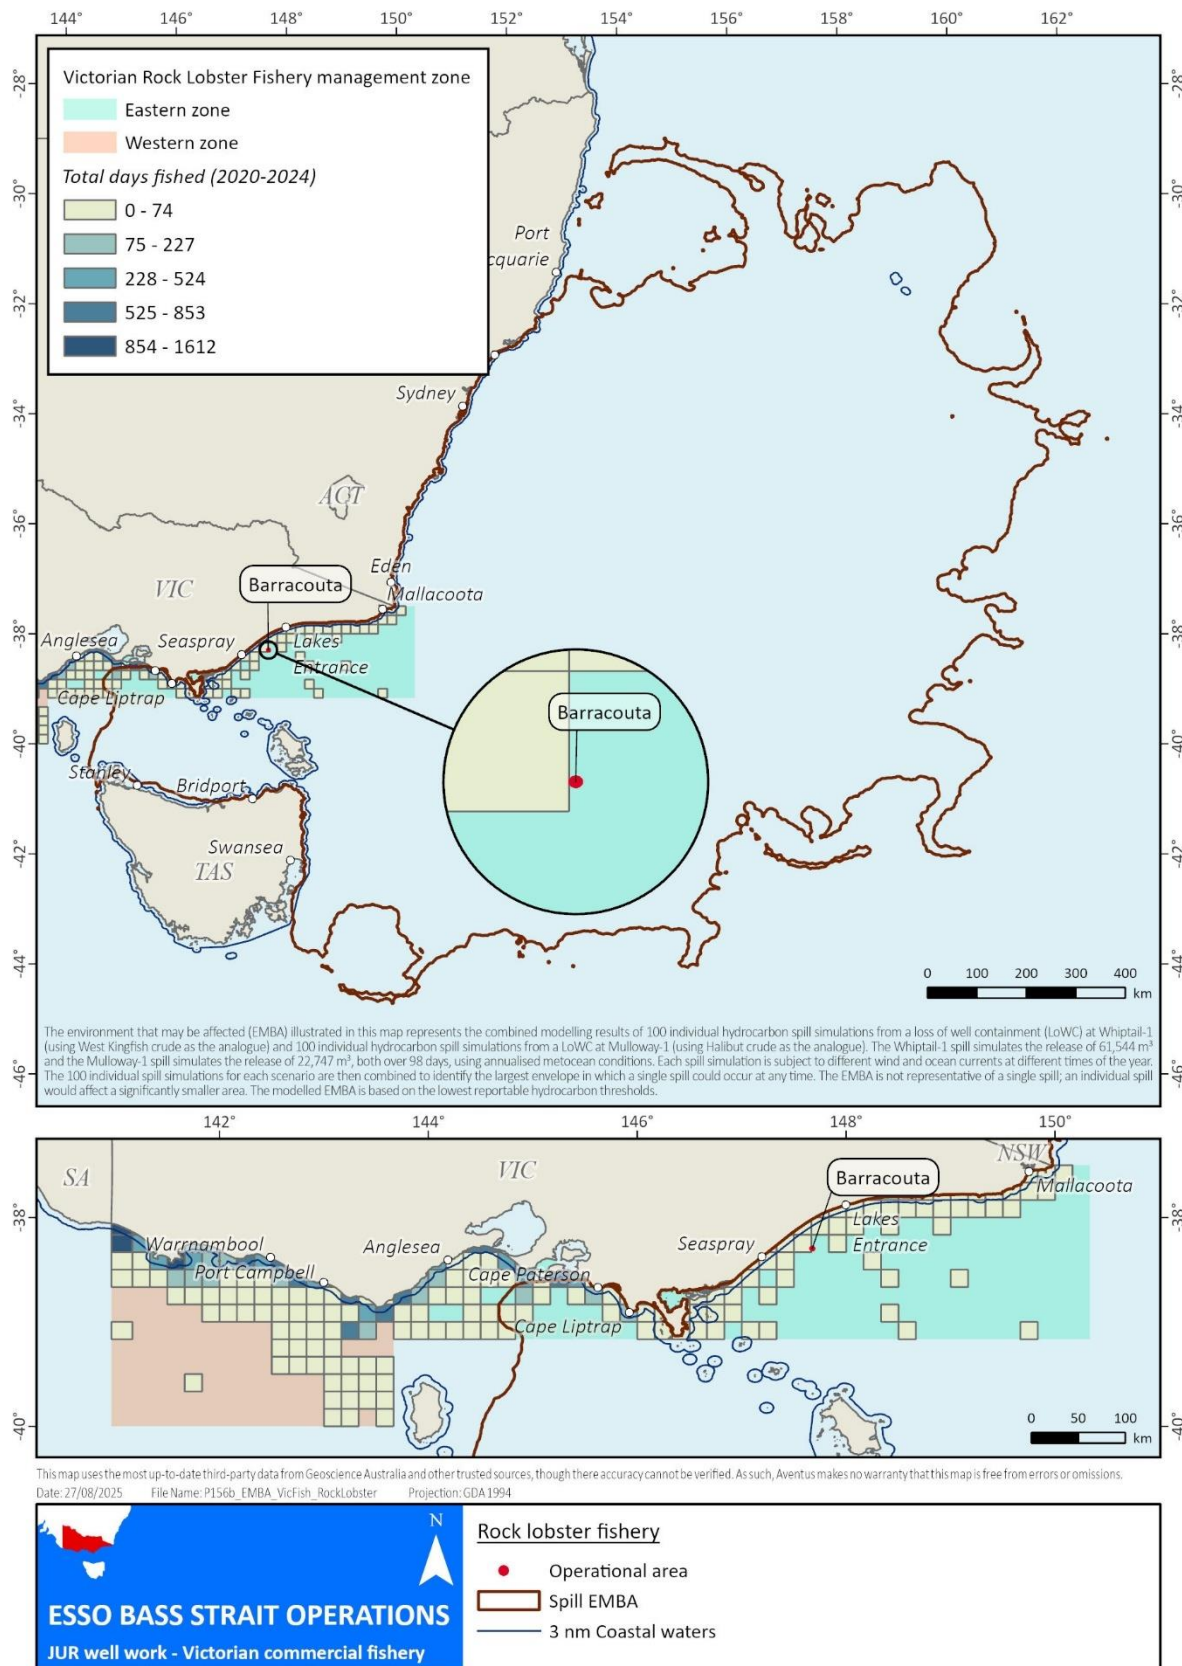 144° 146° 148° 150° 152° 154° 156° 158° 160° 162°
Victorian Rock Lobster Fishery management zone
Eastern zone
Western zone
Total days fished (2020-2024)
0 - 74
75 - 227
228 - 524
525 - 853
854 - 1612
-28° -28°
-30° -30°
-32° -32°
-34° -34°
-36° -36°
-38° -38°
-40° -40°
-42° -42°
-44° -44°
-46° -46°
Port
cquarie
Sydney
ACT
Eden
VIC
Barracouta
Mallacoota
Anglesea
Seaspray
Lakes
Entrance
Cape Liptrap
Barracouta
Stanley
Bridport
Swansea
TAS
0 100 200 300 400
km
The environment that may be affected (EMBA) illustrated in this map represents the combined modelling results of 100 individual hydrocarbon spill simulations from a loss of well containment (LoWC) at Whiptail-1
(using West Kingfish crude as the analogue) and 100 individual hydrocarbon spill simulations from a LoWC at Mulloway-1 (using Halibut crude as the analogue). The Whiptail-1 spill simulates the release of 61,544 m³
and the Mulloway-1 spill simulates the release of 22,747 m³, both over 98 days, using annualised metocean conditions. Each spill simulation is subject to different wind and ocean currents at different times of the year.
The 100 individual spill simulations for each scenario are then combined to identify the largest envelope in which a single spill could occur at any time. The EMBA is not representative of a single spill; an individual spill
would affect a significantly smaller area. The modelled EMBA is based on the lowest reportable hydrocarbon thresholds.
142° 144° 146° 148° 150°
SA
VIC
NSW
Barracouta
Mallacoota
-38° -38°
Warrnambool
Anglesea
Seaspray
Lakes
Entrance
Port Campbell
Cape Paterson
Cape Liptrap
-40° -40°
0 50 100
km
This map uses the most up-to-date third-party data from Geoscience Australia and other trusted sources, though there accuracy cannot be verified. As such, Aventus makes no warranty that this map is free from errors or omissions.
Date: 27/08/2025 File Name: P156b_EMBA_VicFish_RockLobster Projection: GDA 1994
N
ESSO BASS STRAIT OPERATIONS
JUR well work - Victorian commercial fishery
Rock lobster fishery
Operational area
Spill EMBA
3 nm Coastal waters